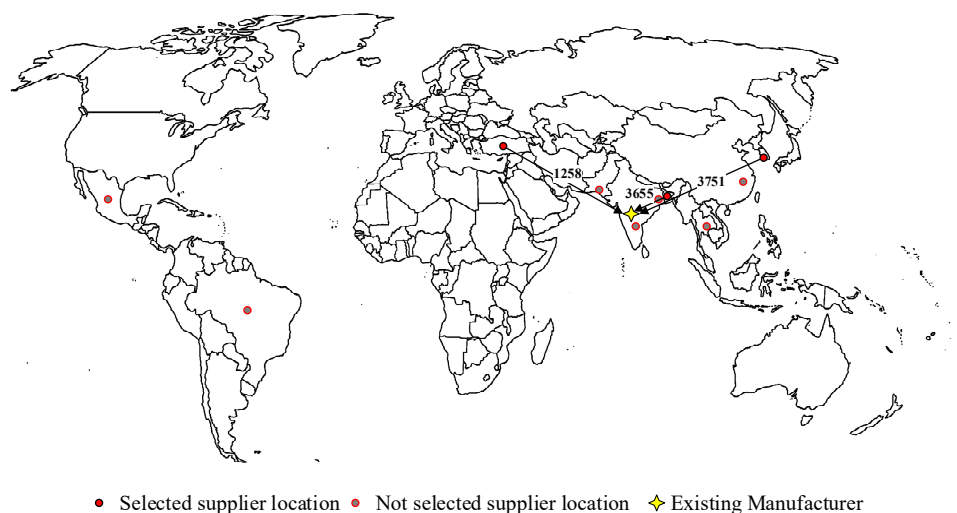 1258
3655
3751
Selected supplier location
Not selected supplier location
Existing Manufacturer